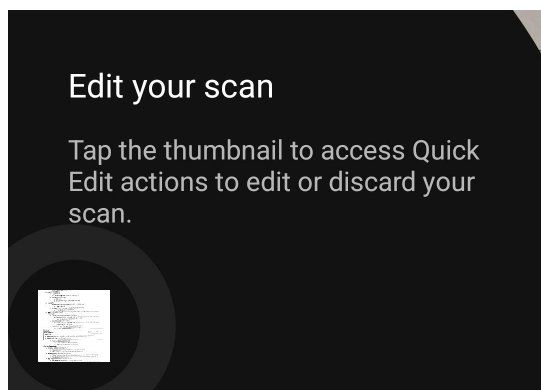 Edit your scan
Tap the thumbnail to access Quick
Edit actions to edit or discard your
scan.